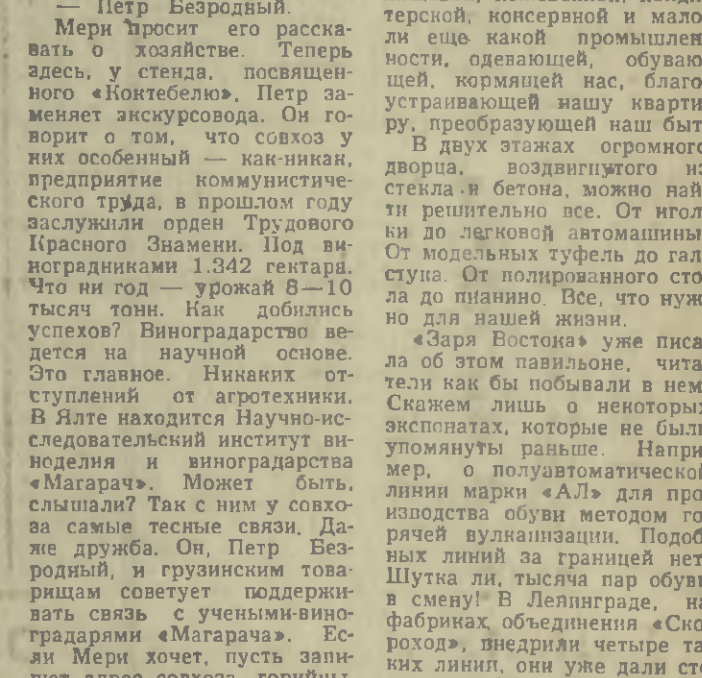 — Петр Безродный.
Мери просит его расска-
вать о хозяйстве. Теперь
здесь, у стенда, посвящен-
ного «Коктебелю», Петр за-
меняет экскурсовода. Он го-
ворит о том, что совхоз у
них особенный — как-никак,
предприятие коммунистиче-
ского труда, в прошлом году
заслужили орден Трудового
Красного Знамени. Под ви-
ноградниками 1.342 гектара.
Что ни год — урожай 8—10
тысяч тонн. Как добились
успехов? Виноградарство ве-
дется на научной основе.
Это главное. Никаких от-
ступлений от агротехники.
В Ялте находится Научно-ис-
следовательский институт ви-
ноделия и виноградарства
«Магарач». Может быть,
слышали? Так с ним у совхо-
за самые тесные связи. Да-
же дружба. Он, Петр Без-
родный, и грузинским това-
рищам советует поддержи-
вать связь с учеными-вино-
градарями «Магарача». Ес-
ли Мери хочет, пусть запи-
адрес совхоза,
терской, консервной и мало
ли еще какой промышлен
ности, одевающей, обуваю
щей, кормящей нас, благо
устраивающей нашу кварти
ру, преобразующей наш быт
В двух этажах огромного
дворца, воздвигнутого из
стекла и бетона, можно най
ти решительно все. От игол
ки до легковой автомашины
От модельных туфель до гал
стука. От полированного сто
ла до пианино. Все, что нуж
но для нашей жизни.
«Заря Востока» уже писа
ла об этом павильоне, чита
тели как бы побывали в нем
Скажем лишь о некоторых
экспонатах, которые не были
упомянуты раньше. Напри
мер, о полуавтоматической
линии марки «АЛ» для про
изводства обуви методом го
рячей вулканизации. Подоб
ных линий за границей нет
Шутка ли, тысяча пар обуви
в смену! В Ленинграде, на
фабриках объединения «Ско
роход», внедрили четыре та
ких линии, они уже дали сто